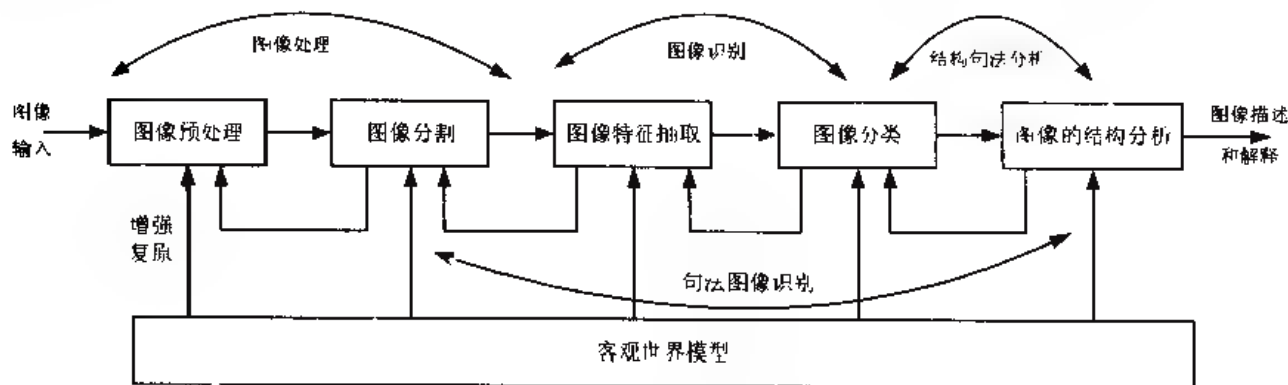 图像处理
图像识别
结构句法分析
图像
输入
图像预处理
图像分割
图像特征抽取
图像分类
图像的结构分析
图像描述
和解释
增强
复原
句法图像识别
客观世界模型